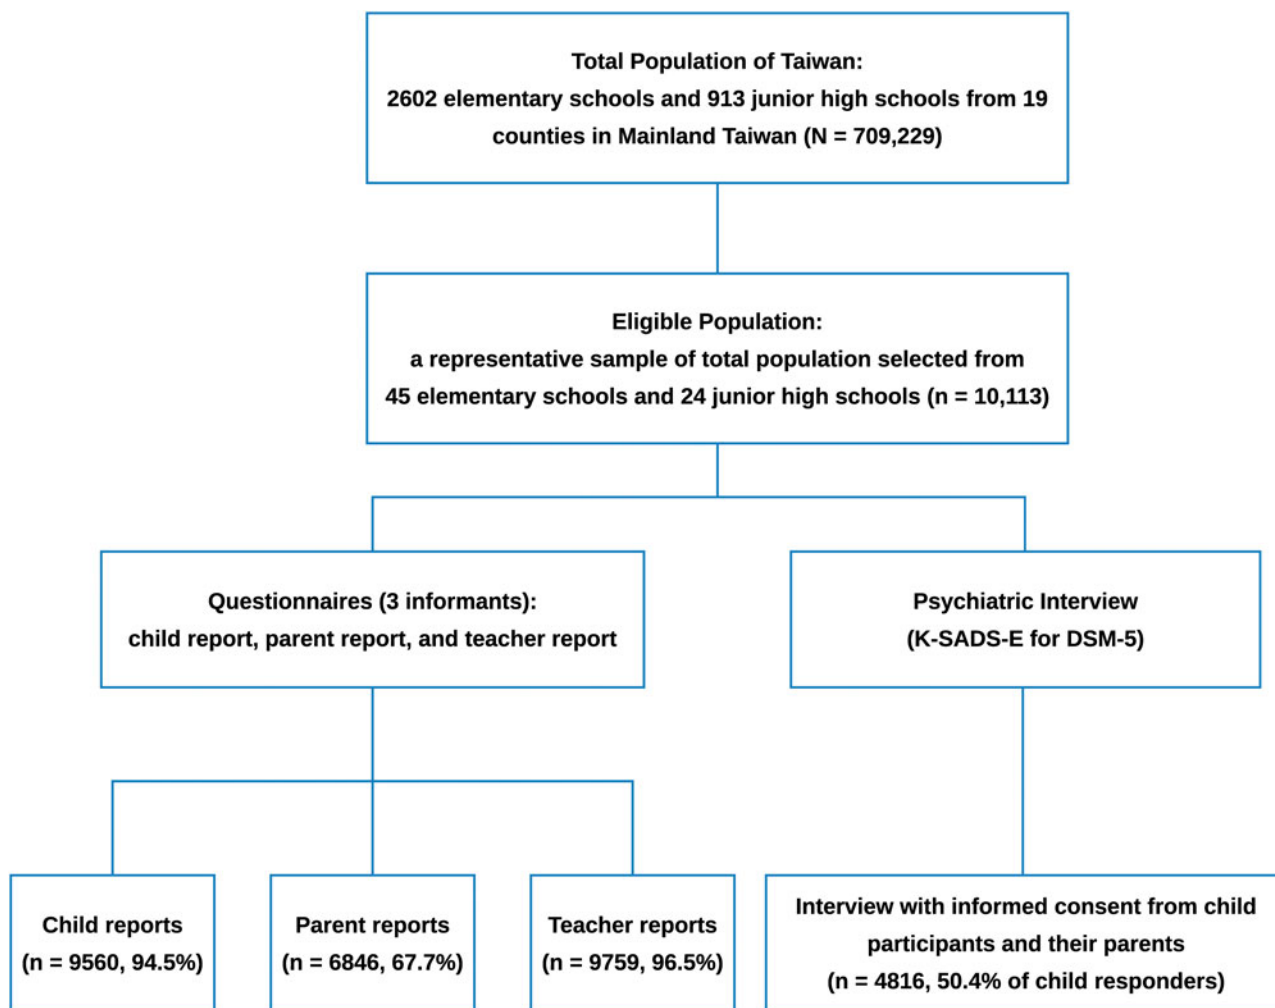 Total Population of Taiwan:
2602 elementary schools and 913 junior high schools from 19
counties in Mainland Taiwan (N = 709,229)
Eligible Population:
a representative sample of total population selected from
45 elementary schools and 24 junior high schools (n = 10,113)
Questionnaires (3 informants):
child report, parent report, and teacher report
Psychiatric Interview
(K-SADS-E for DSM-5)
Child reports
(n = 9560, 94.5%)
Parent reports
(n = 6846, 67.7%)
Teacher reports
(n = 9759, 96.5%)
Interview with informed consent from child
participants and their parents
(n = 4816, 50.4% of child responders)